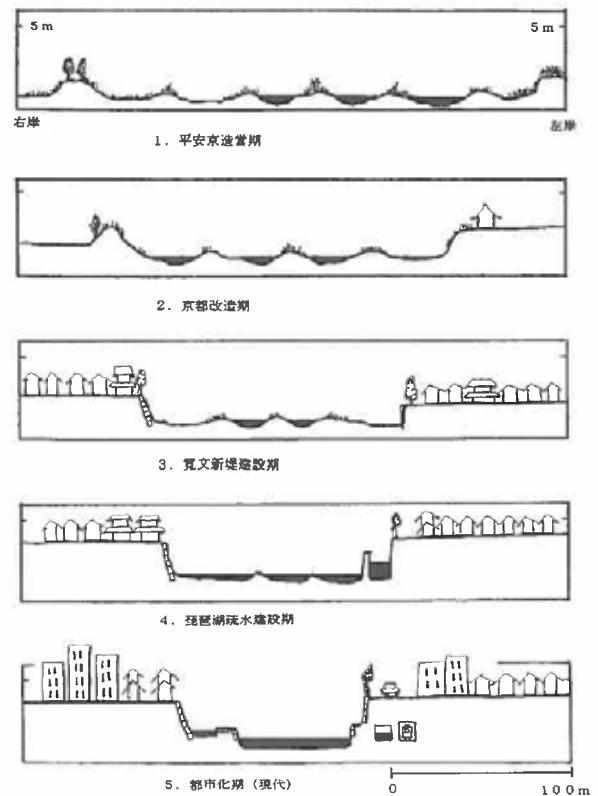 5m 5m
右岸 左岸
1. 平安京造営期
2. 京都改造期
3. 寛文新堤建設期
4. 琵琶湖疏水建設期
5. 都市化期（現代）
0 100m